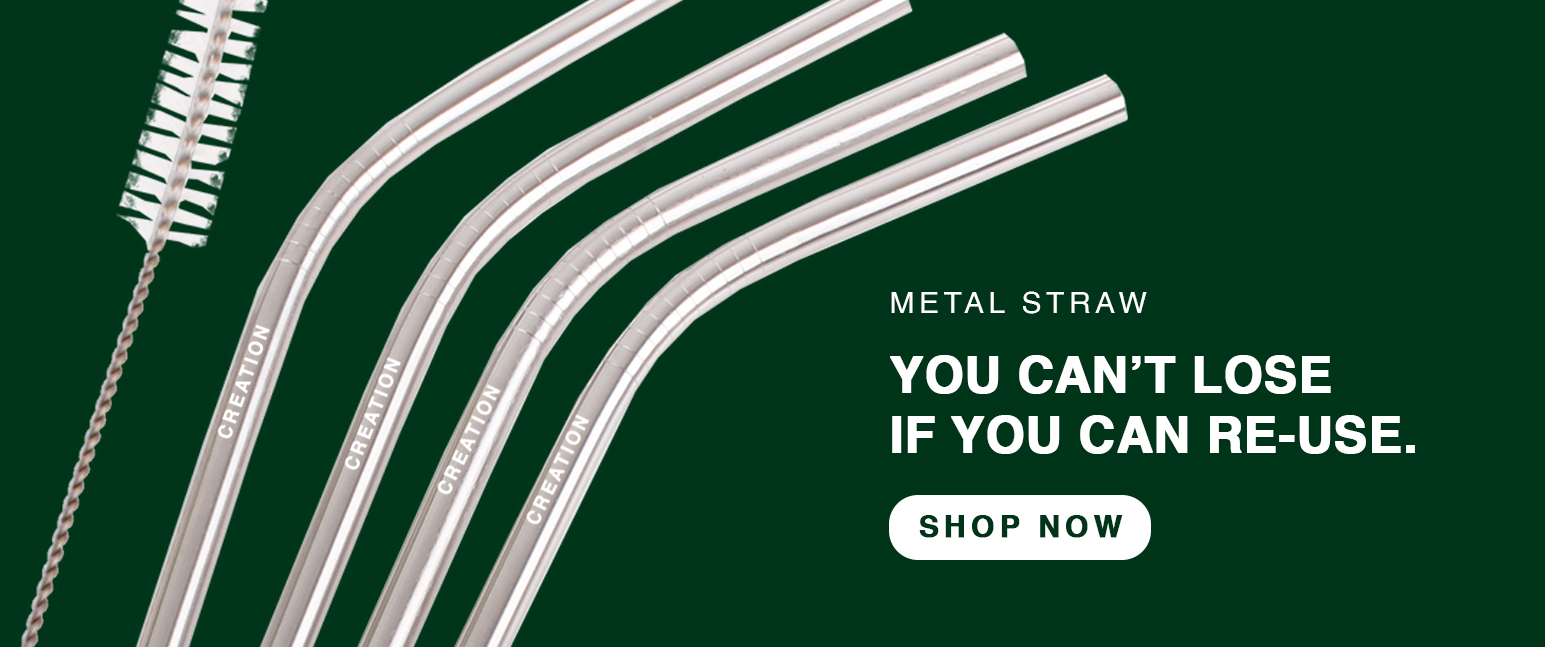 CREATION
CREATION
CREATION
CREATION
METAL STRAW
YOU CAN’T LOSE
IF YOU CAN RE-USE.
SHOP NOW